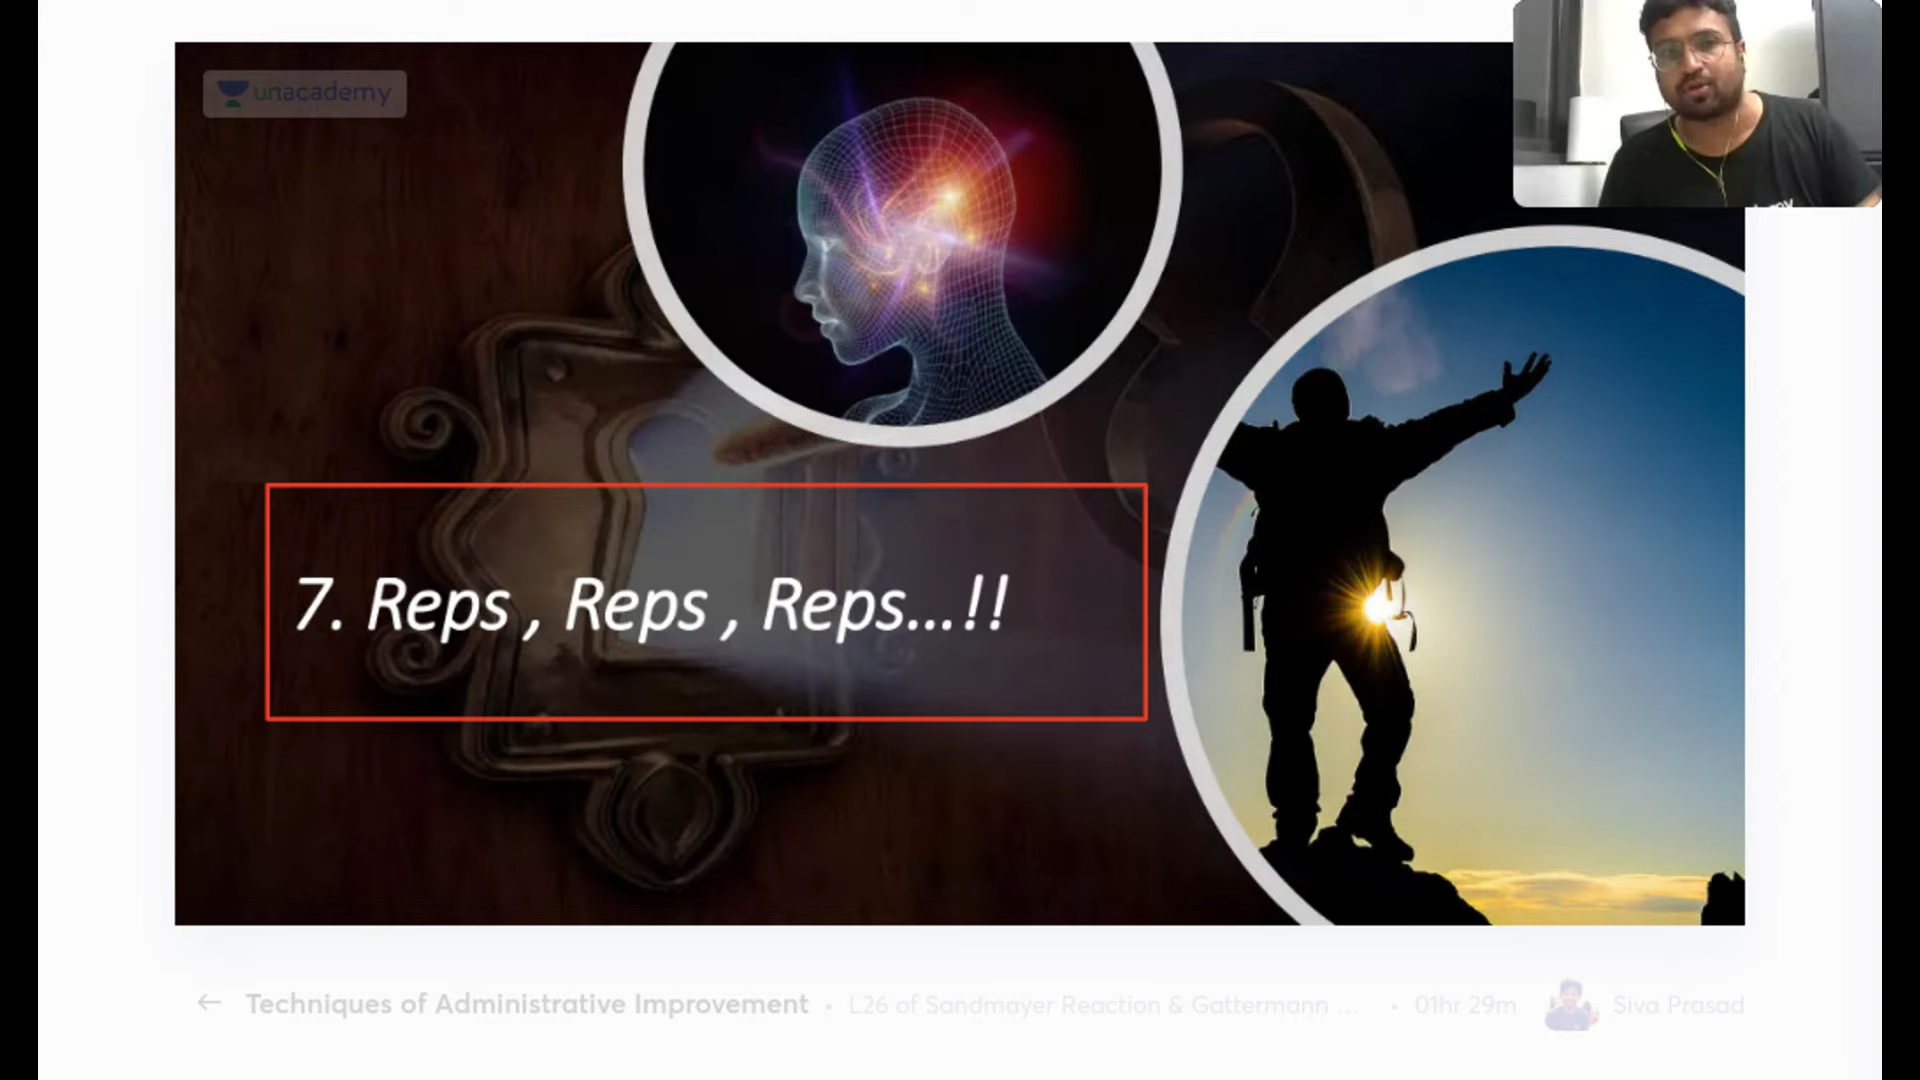 unacademy
7. Reps , Reps , Reps...!!
← Techniques of Administrative Improvement • L26 of Sandmayer Reaction & Gattermann ... • 01hr 29m Siva Prasad